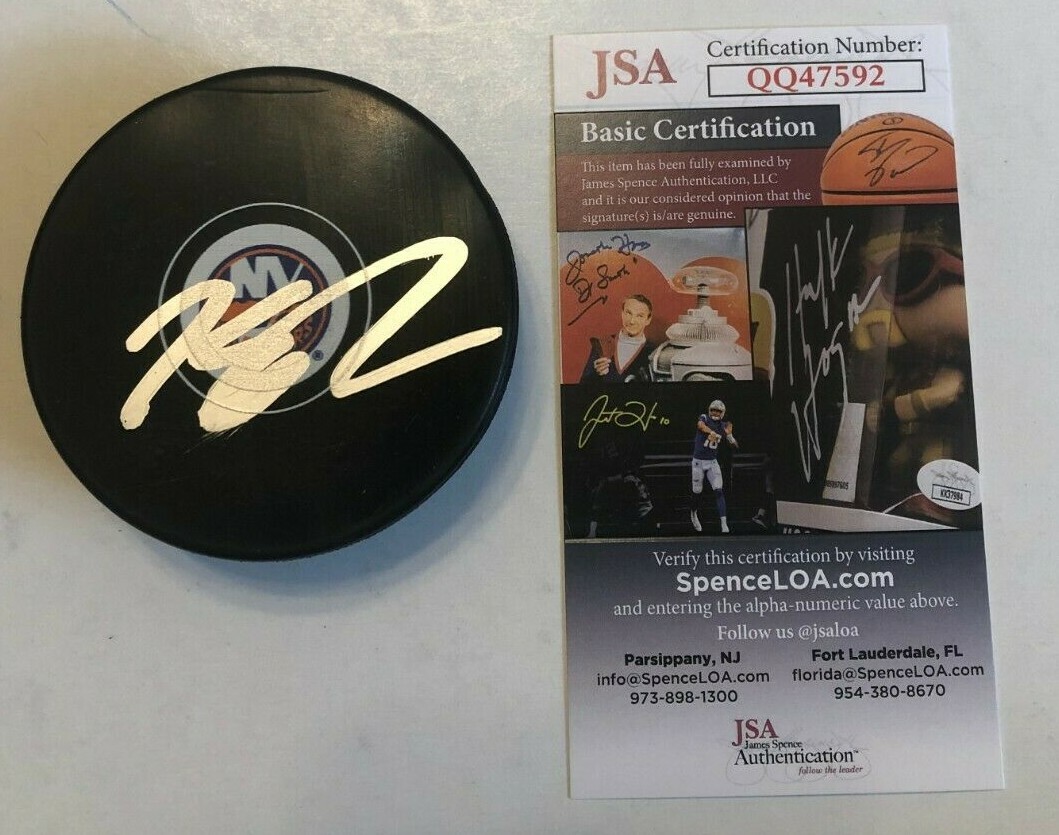 NY
JSA
Certification Number:
QQ47592
Basic Certification
This item has been fully examined by
James Spence Authentication, LLC
and it is our considered opinion that the
signature(s) is/are genuine.
10
KK37984
Verify this certification by visiting
SpenceLOA.com
and entering the alpha-numeric value above.
Follow us @jsaloa
Parsippany, NJ
info@SpenceLOA.com
973-898-1300
Fort Lauderdale, FL
florida@SpenceLOA.com
954-380-8670
JSA
James Spence
Authentication™
follow the leader